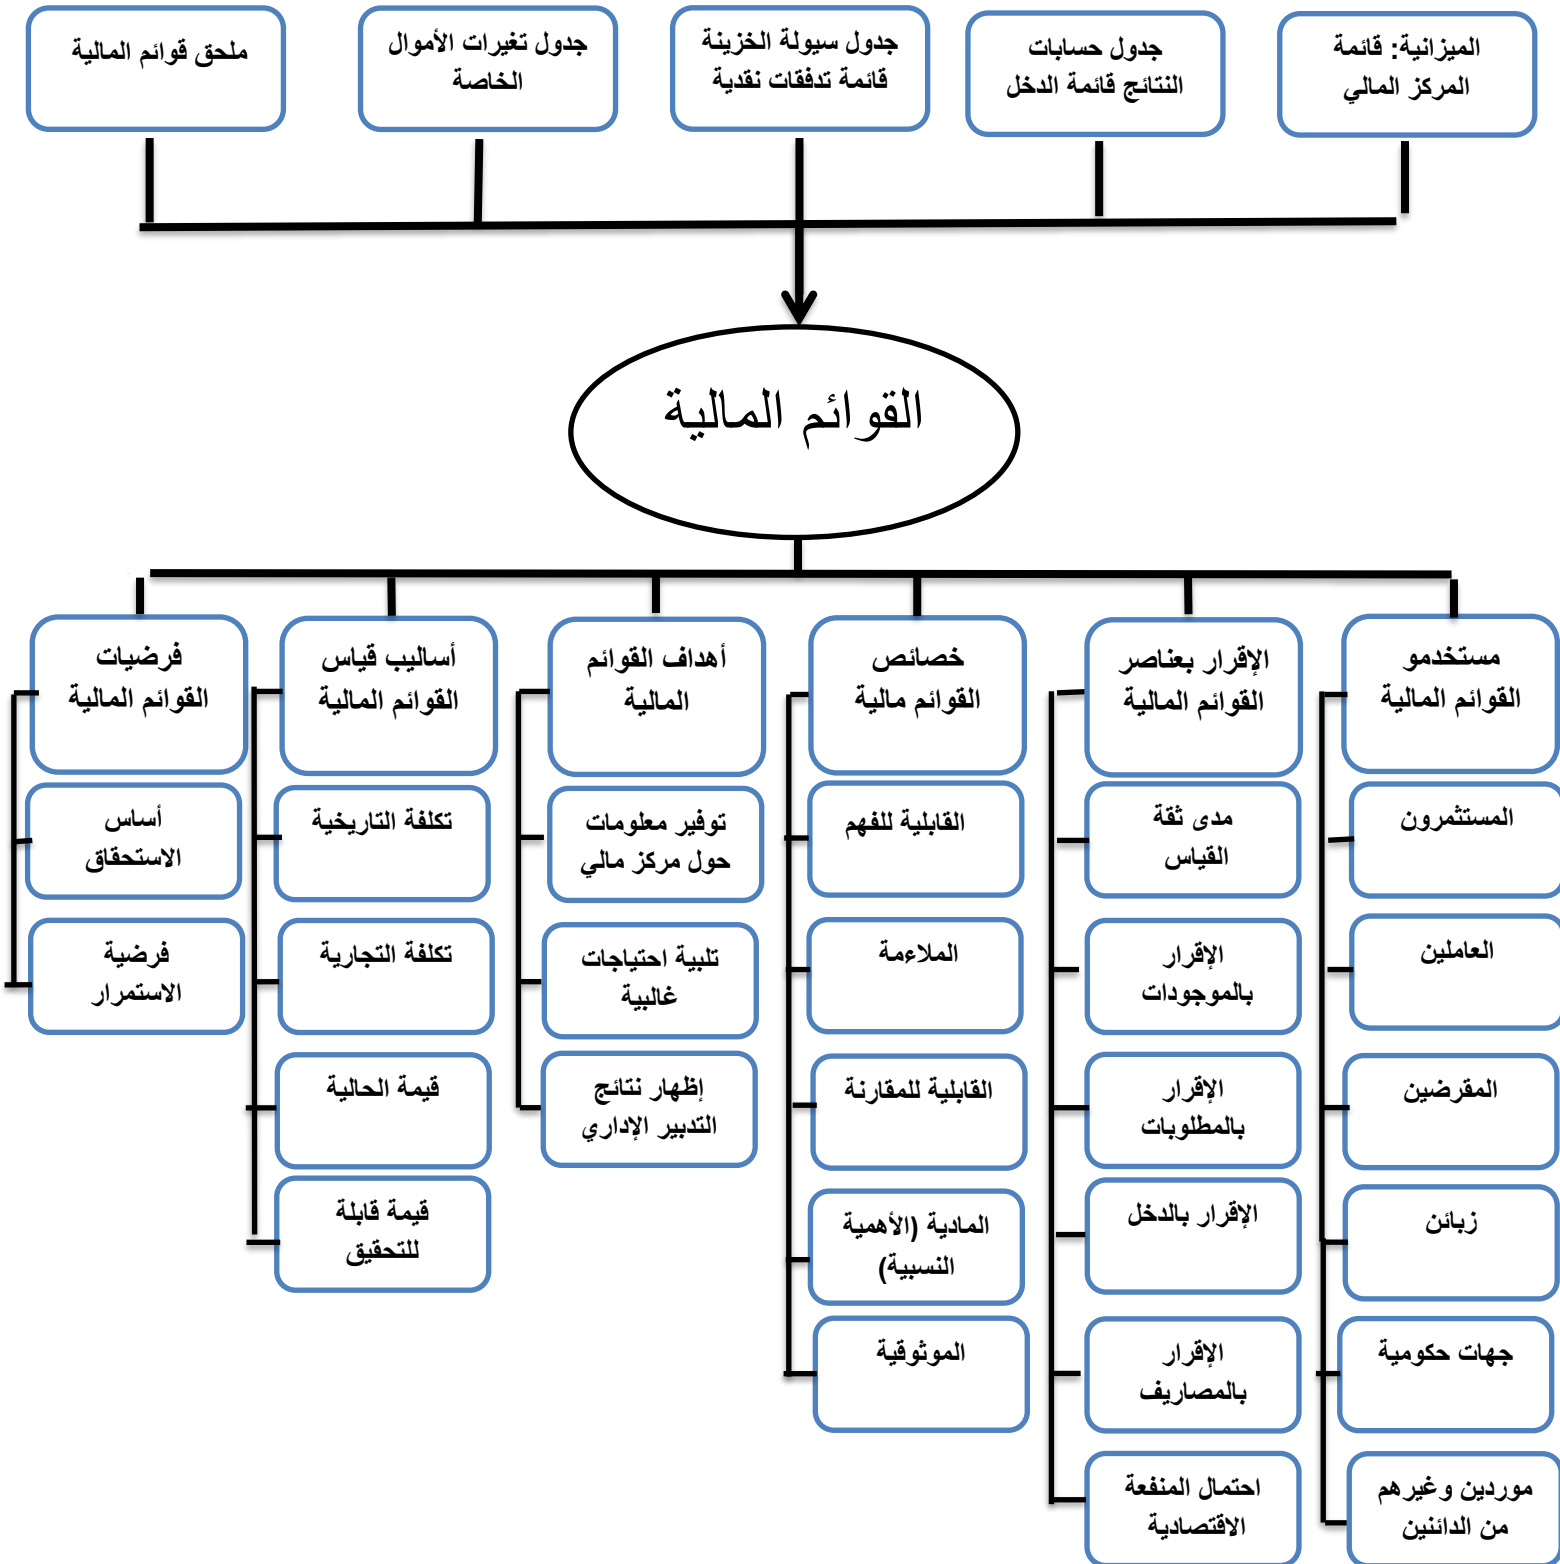 الميزانية: قائمة
المركز المالي
جدول حسابات
النتائج قائمة الدخل
جدول سيولة الخزينة
قائمة تدفقات نقدية
جدول تغيرات الأموال
الخاصة
ملحق قوائم المالية
القوائم المالية
مستخدمو
القوائم المالية
المستثمرون
العاملين
المقرضين
زبائن
جهات حكومية
موردين وغيرهم
من الدائنين
الإقرار بعناصر
القوائم المالية
مدى ثقة
القياس
الإقرار
بالموجودات
الإقرار
بالمطلوبات
الإقرار بالدخل
الإقرار
بالمصاريف
احتمال المنفعة
الاقتصادية
خصائص
القوائم مالية
القابلية للفهم
الملاءمة
القابلية للمقارنة
المادية (الأهمية
النسبية)
الموثوقية
أهداف القوائم
المالية
توفير معلومات
حول مركز مالي
تلبية احتياجات
غالبية
إظهار نتائج
التدبير الإداري
أساليب قياس
القوائم المالية
تكلفة التاريخية
تكلفة التجارية
قيمة الحالية
قيمة قابلة
للتحقيق
فرضيات
القوائم المالية
أساس
الاستحقاق
فرضية
الاستمرار